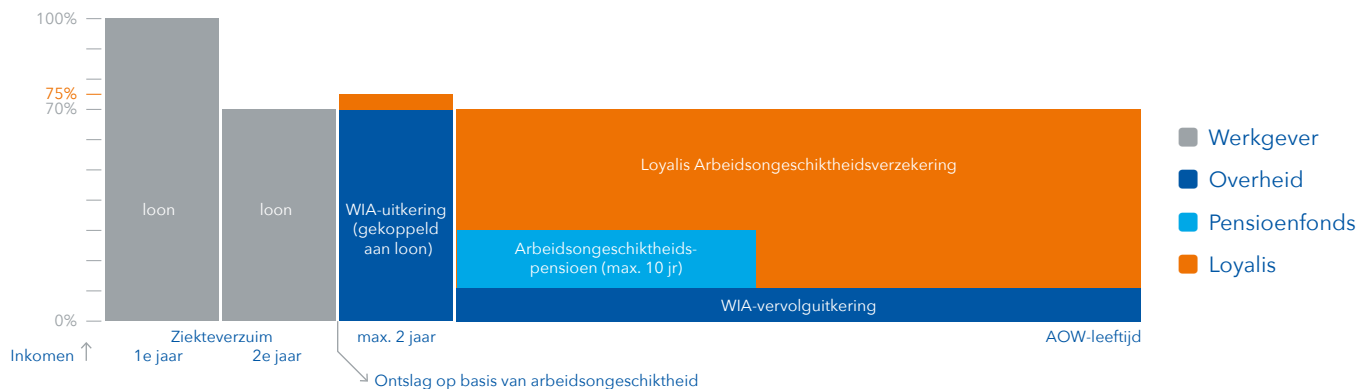 100%
75%
70%
0%
Inkomen
loon
loon
WIA-uitkering
(gekoppeld
aan loon)
Loyalis Arbeidsongeschiktheidsverzekering
Arbeidsongeschiktheids-
pensioen (max. 10 jr)
WIA-vervolguitkering
Ziekteverzuim
1e jaar
2e jaar
max. 2 jaar
AOW-leeftijd
Ontslag op basis van arbeidsongeschiktheid
Werkgever
Overheid
Pensioenfonds
Loyalis